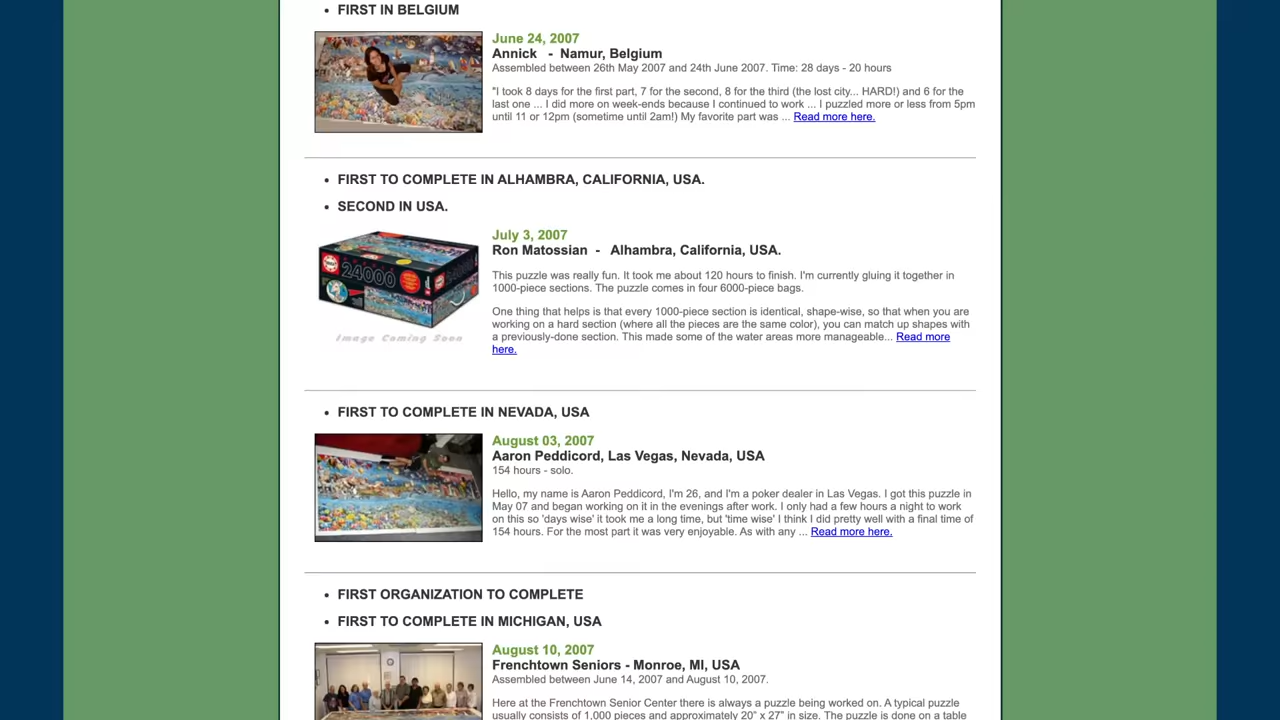 • FIRST IN BELGIUM
June 24, 2007
Annick - Namur, Belgium
Assembled between 26th May 2007 and 24th June 2007. Time: 28 days - 20 hours
"I took 8 days for the first part, 7 for the second, 8 for the third (the lost city... HARD!) and 6 for the
last one ... I did more on week-ends because I continued to work ... I puzzled more or less from 5pm
until 11 or 12pm (sometime until 2am!) My favorite part was ... Read more here.
• FIRST TO COMPLETE IN ALHAMBRA, CALIFORNIA, USA.
• SECOND IN USA.
24000
Image Coming Soon
July 3, 2007
Ron Matossian - Alhambra, California, USA.
This puzzle was really fun. It took me about 120 hours to finish. I'm currently gluing it together in
1000-piece sections. The puzzle comes in four 6000-piece bags.
One thing that helps is that every 1000-piece section is identical, shape-wise, so that when you are
working on a hard section (where all the pieces are the same color), you can match up shapes with
a previously-done section. This made some of the water areas more manageable... Read more
here.
• FIRST TO COMPLETE IN NEVADA, USA
August 03, 2007
Aaron Peddicord, Las Vegas, Nevada, USA
154 hours - solo.
Hello, my name is Aaron Peddicord, I'm 26, and I'm a poker dealer in Las Vegas. I got this puzzle in
May 07 and began working on it in the evenings after work. I only had a few hours a night to work
on this so 'days wise' it took me a long time, but 'time wise' I think I did pretty well with a final time of
154 hours. For the most part it was very enjoyable. As with any ... Read more here.
• FIRST ORGANIZATION TO COMPLETE
• FIRST TO COMPLETE IN MICHIGAN, USA
August 10, 2007
Frenchtown Seniors - Monroe, MI, USA
Assembled between June 14, 2007 and August 10, 2007.
Here at the Frenchtown Senior Center there is always a puzzle being worked on. A typical puzzle
usually consists of 1,000 pieces and approximately 20" x 27" in size. The puzzle is done on a table